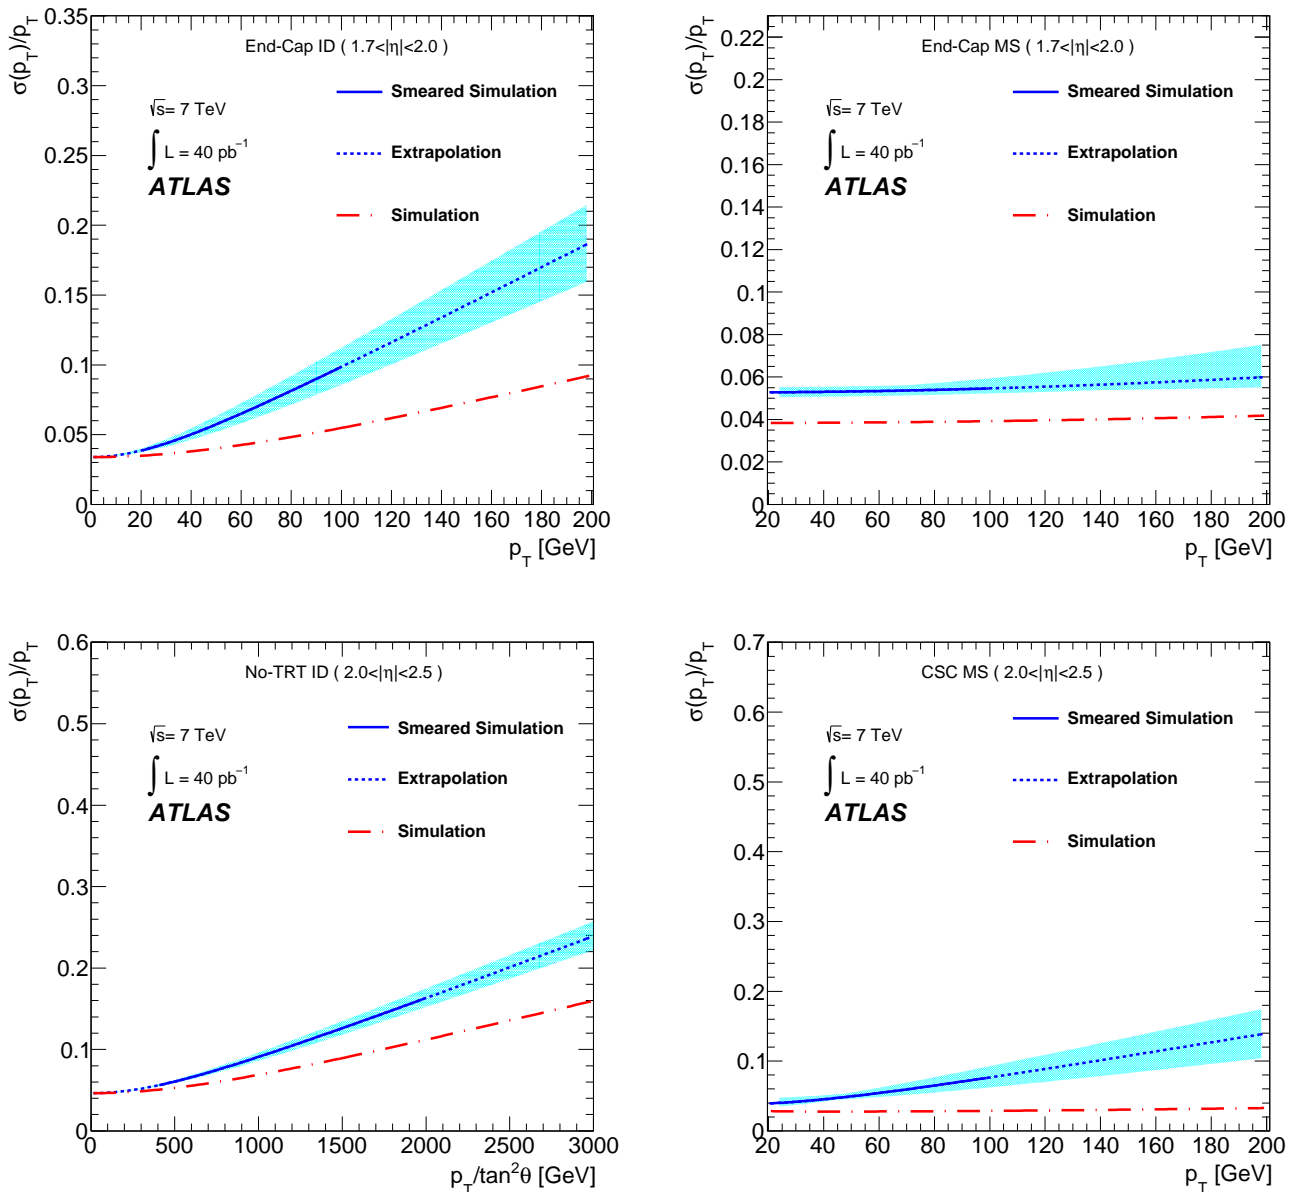 σ(p_T)/p_T
0.35
0.3
0.25
0.2
0.15
0.1
0.05
0
End-Cap ID ( 1.7<|η|<2.0 )
√s= 7 TeV
∫ L = 40 pb⁻¹
ATLAS
Smeared Simulation
Extrapolation
Simulation
0 20 40 60 80 100 120 140 160 180 200
p_T [GeV]
σ(p_T)/p_T
0.22
0.2
0.18
0.16
0.14
0.12
0.1
0.08
0.06
0.04
0.02
0
End-Cap MS ( 1.7<|η|<2.0 )
√s= 7 TeV
∫ L = 40 pb⁻¹
ATLAS
Smeared Simulation
Extrapolation
Simulation
20 40 60 80 100 120 140 160 180 200
p_T [GeV]
σ(p_T)/p_T
0.6
0.5
0.4
0.3
0.2
0.1
0
No-TRT ID ( 2.0<|η|<2.5 )
√s= 7 TeV
∫ L = 40 pb⁻¹
ATLAS
Smeared Simulation
Extrapolation
Simulation
0 500 1000 1500 2000 2500 3000
p_T/tan²θ [GeV]
σ(p_T)/p_T
0.7
0.6
0.5
0.4
0.3
0.2
0.1
0
CSC MS ( 2.0<|η|<2.5 )
√s= 7 TeV
∫ L = 40 pb⁻¹
ATLAS
Smeared Simulation
Extrapolation
Simulation
20 40 60 80 100 120 140 160 180 200
p_T [GeV]